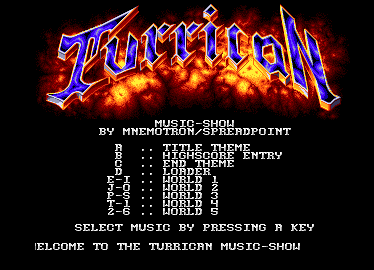 Turrican
MUSIC-SHOW
BY MNEMOTRON/SPREADPOINT
A .. TITLE THEME
B .. HIGHSCORE ENTRY
C .. END THEME
D .. LOADER
E-I .. WORLD 1
J-O .. WORLD 2
P-S .. WORLD 3
T-1 .. WORLD 4
2-6 .. WORLD 5
SELECT MUSIC BY PRESSING A KEY
ELCOME TO THE TURRICAN MUSIC-SHOW